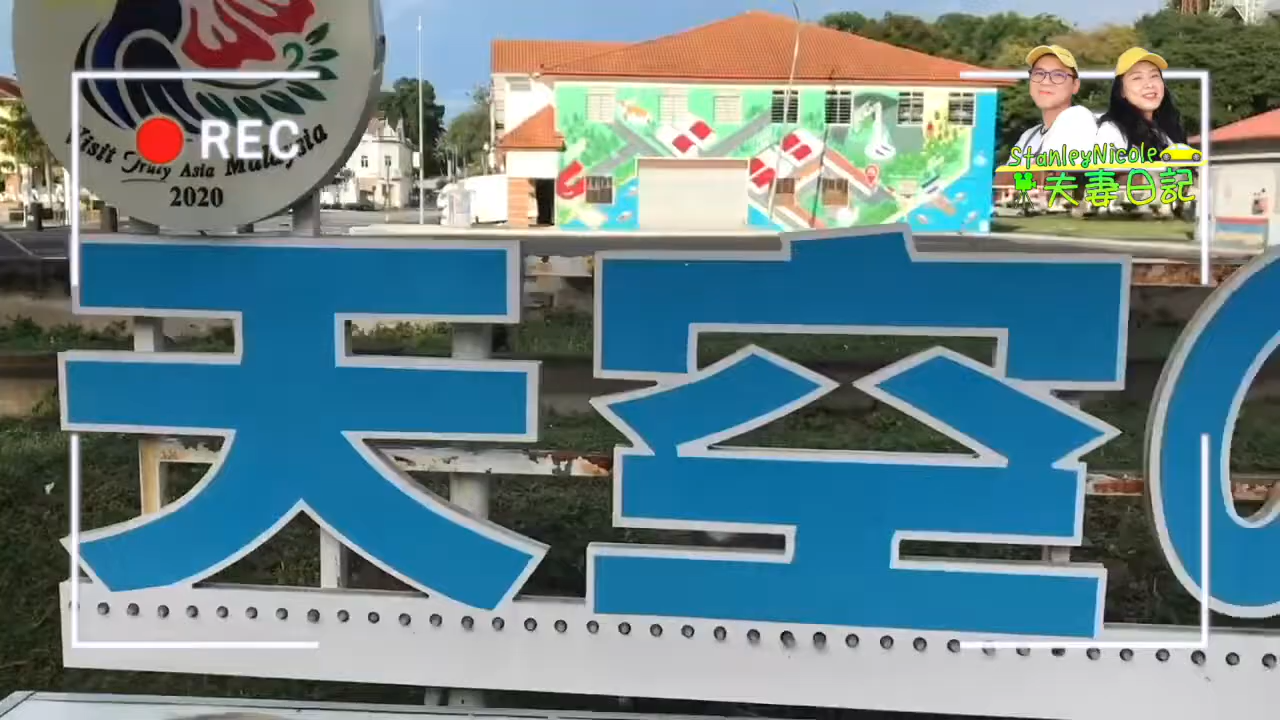 Visit Truly Asia Malaysia
2020
REC
StanleyNicole
夫妻日記
天空